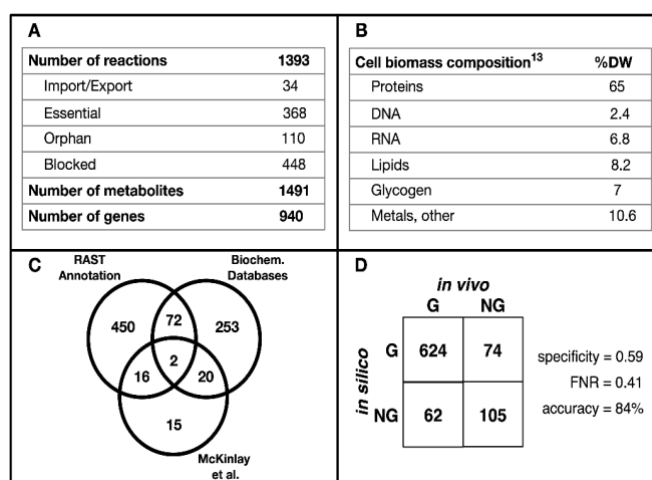 A
Number of reactions 1393
Import/Export 34
Essential 368
Orphan 110
Blocked 448
Number of metabolites 1491
Number of genes 940
B
Cell biomass composition13 %DW
Proteins 65
DNA 2.4
RNA 6.8
Lipids 8.2
Glycogen 7
Metals, other 10.6
C
RAST
Annotation
Biochem.
Databases
450 72 253
2
16 20
15
McKinlay
et al.
D
in vivo
G NG
in silico
G 624 74
NG 62 105
specificity = 0.59
FNR = 0.41
accuracy = 84%